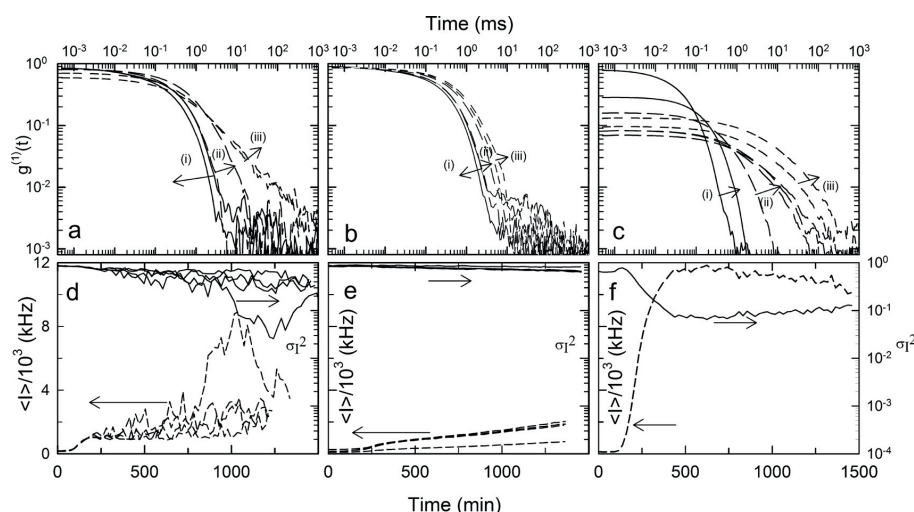 Time (ms)
10^-3 10^-2 10^-1 10^0 10^1 10^2 10^3
10^-3 10^-2 10^-1 10^0 10^1 10^2 10^3
10^-3 10^-2 10^-1 10^0 10^1 10^2 10^3
10^0
10^-1
10^-2
10^-3
g^(1)(t)
(i) (ii) (iii)
a
(i) (ii) (iii)
b
(i) (ii) (iii)
c
12
8
4
0
<I>/10^3 (kHz)
d
σ_I^2
<I>/10^3 (kHz)
e
σ_I^2
<I>/10^3 (kHz)
f
σ_I^2
10^0
10^-1
10^-2
10^-3
10^-4
0 500 1000
0 500 1000
0 500 1000 1500
Time (min)